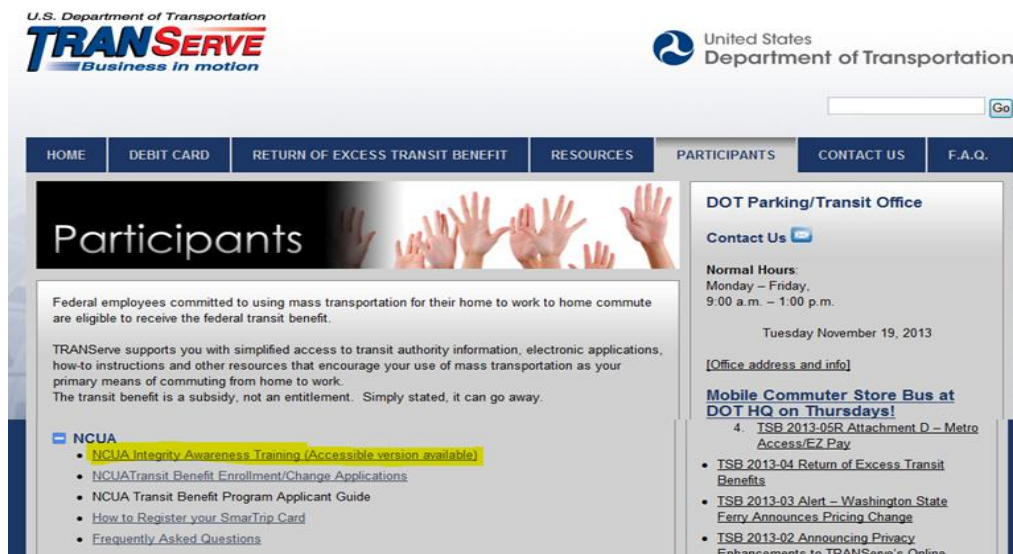 U.S. Department of Transportation
TRANSERVE
Business in motion
United States
Department of Transportation
Go
HOME
DEBIT CARD
RETURN OF EXCESS TRANSIT BENEFIT
RESOURCES
PARTICIPANTS
CONTACT US
F.A.Q.
Participants
Federal employees committed to using mass transportation for their home to work to home commute
are eligible to receive the federal transit benefit.
TRANServe supports you with simplified access to transit authority information, electronic applications,
how-to instructions and other resources that encourage your use of mass transportation as your
primary means of commuting from home to work.
The transit benefit is a subsidy, not an entitlement. Simply stated, it can go away.
NCUA
NCUA Integrity Awareness Training (Accessible version available)
NCUATransit Benefit Enrollment/Change Applications
NCUA Transit Benefit Program Applicant Guide
How to Register your SmarTrip Card
Frequently Asked Questions
DOT Parking/Transit Office
Contact Us
Normal Hours:
Monday – Friday,
9:00 a.m. – 1:00 p.m.
Tuesday November 19, 2013
[Office address and info]
Mobile Commuter Store Bus at
DOT HQ on Thursdays!
4. TSB 2013-05R Attachment D – Metro
Access/EZ Pay
TSB 2013-04 Return of Excess Transit
Benefits
TSB 2013-03 Alert – Washington State
Ferry Announces Pricing Change
TSB 2013-02 Announcing Privacy
Enhancements to TRANServe's Online